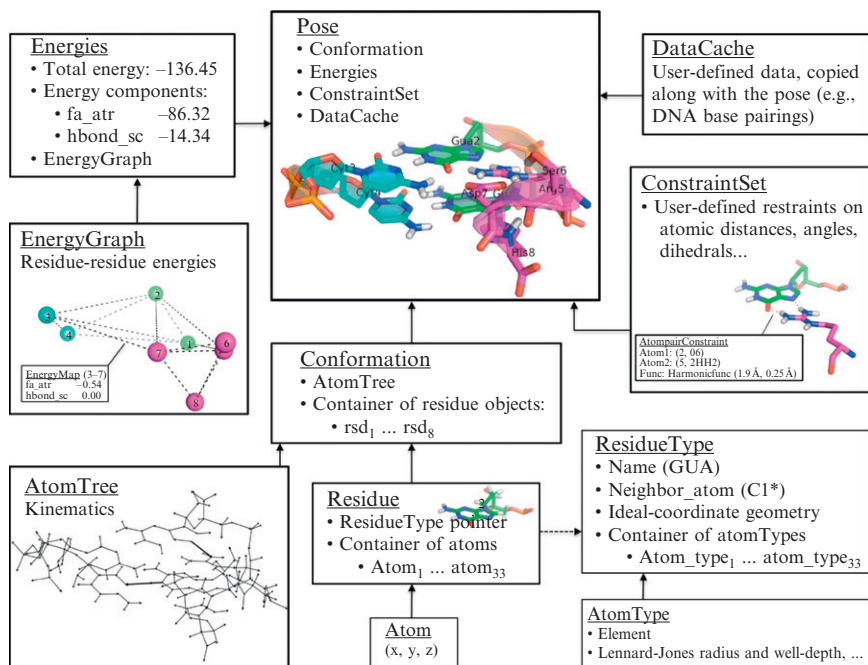 Energies
• Total energy: –136.45
• Energy components:
• fa_atr –86.32
• hbond_sc –14.34
• EnergyGraph
Pose
• Conformation
• Energies
• ConstraintSet
• DataCache
Gua2
Cyt3
Ser6
Asp7
His8
DataCache
User-defined data, copied
along with the pose (e.g.,
DNA base pairings)
ConstraintSet
• User-defined restraints on
atomic distances, angles,
dihedrals...
AtompairConstraint
Atom1: (2, 06)
Atom2: (5, 2HH2)
Func: Harmonicfunc (1.9 Å, 0.25 Å)
EnergyGraph
Residue-residue energies
2
3
4
1
6
7
8
EnergyMap (3–7)
fa_atr –0.54
hbond_sc 0.00
Conformation
• AtomTree
• Container of residue objects:
• rsd₁ ... rsd₈
AtomTree
Kinematics
Residue
• ResidueType pointer
• Container of atoms
• Atom₁ ... atom₃₃
Atom
(x, y, z)
ResidueType
• Name (GUA)
• Neighbor_atom (C1*)
• Ideal-coordinate geometry
• Container of atomTypes
• Atom_type₁ ... atom_type₃₃
AtomType
• Element
• Lennard-Jones radius and well-depth, ...